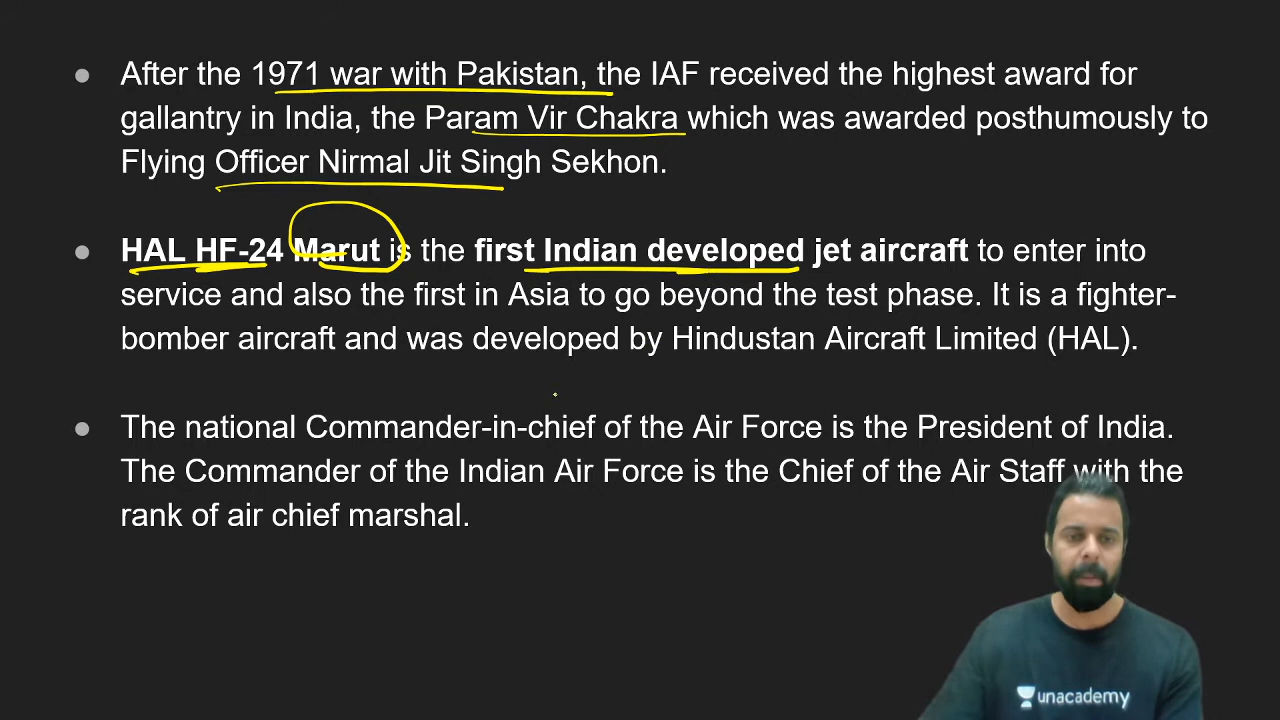 ● After the 1971 war with Pakistan, the IAF received the highest award for
gallantry in India, the Param Vir Chakra which was awarded posthumously to
Flying Officer Nirmal Jit Singh Sekhon.
● HAL HF-24 Marut is the first Indian developed jet aircraft to enter into
service and also the first in Asia to go beyond the test phase. It is a fighter-
bomber aircraft and was developed by Hindustan Aircraft Limited (HAL).
● The national Commander-in-chief of the Air Force is the President of India.
The Commander of the Indian Air Force is the Chief of the Air Staff with the
rank of air chief marshal.
unacademy